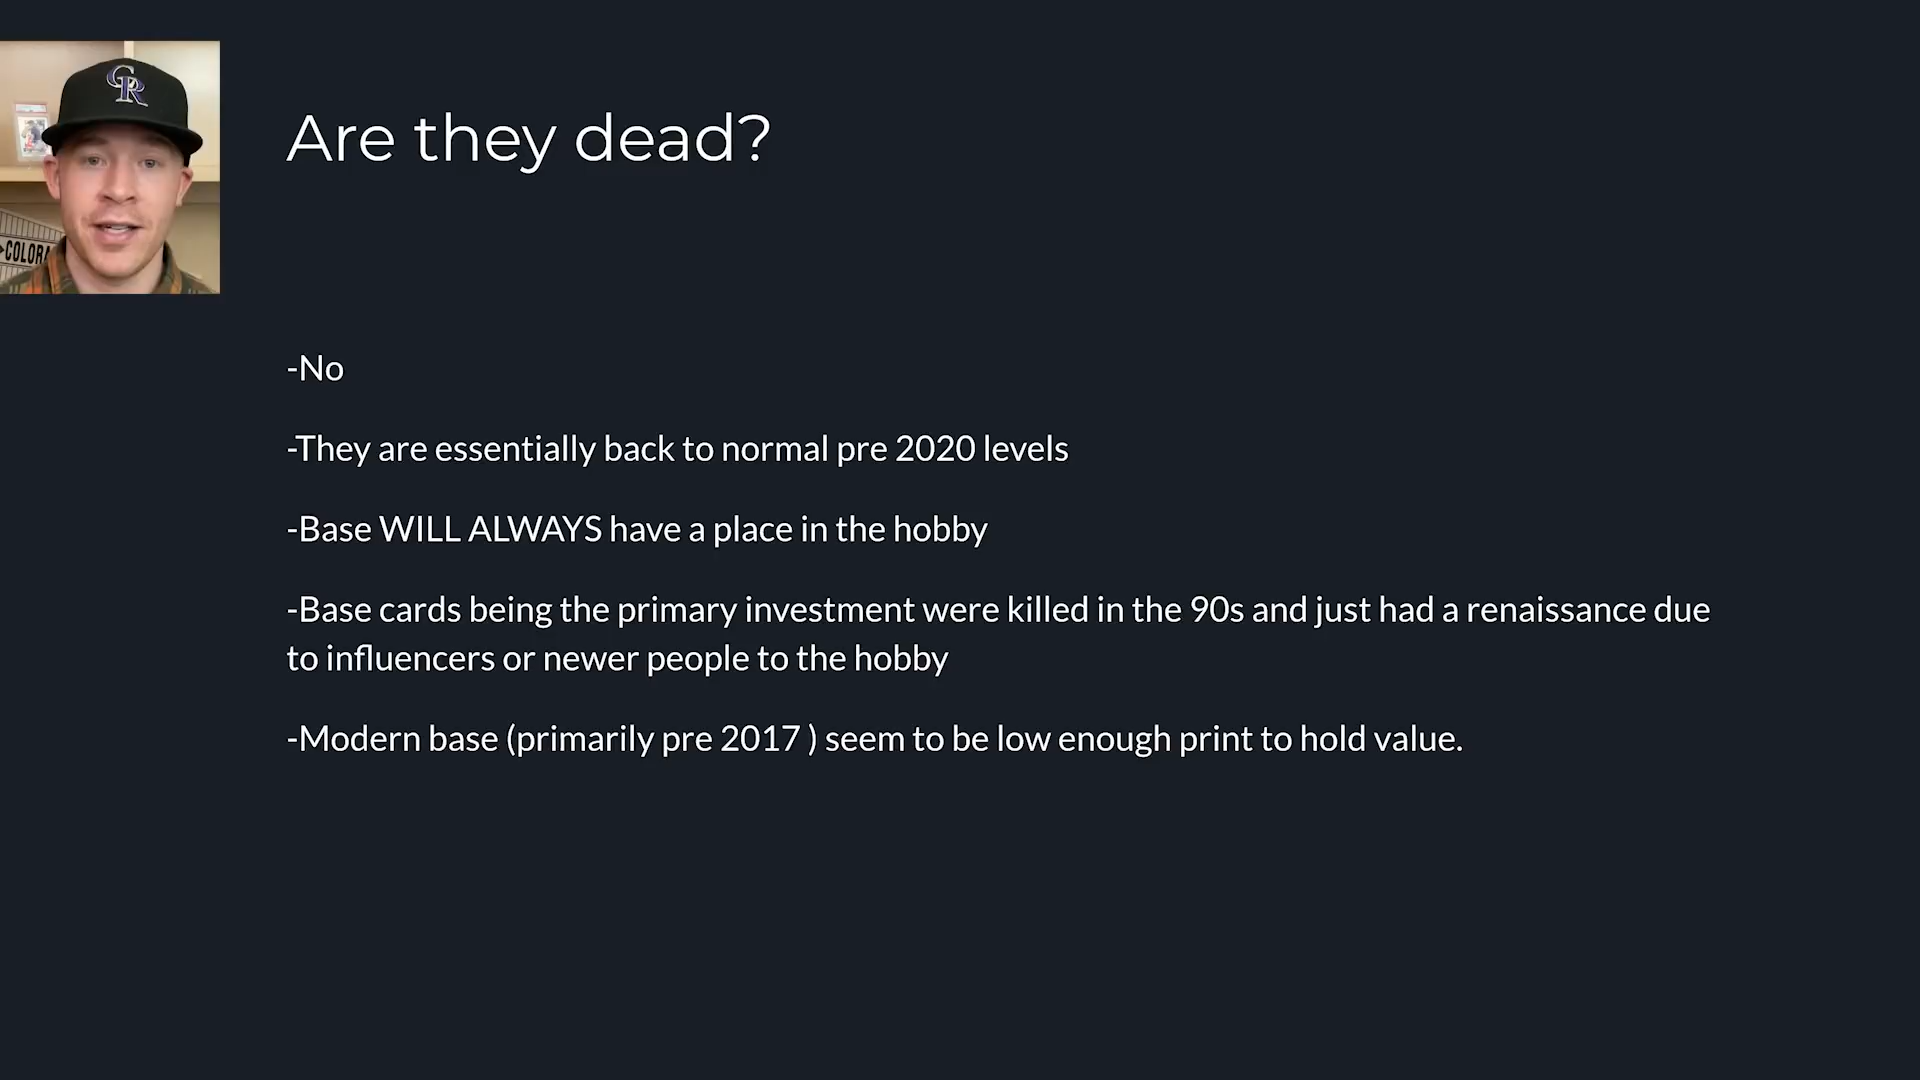 CR
COLORA
Are they dead?
-No
-They are essentially back to normal pre 2020 levels
-Base WILL ALWAYS have a place in the hobby
-Base cards being the primary investment were killed in the 90s and just had a renaissance due
to influencers or newer people to the hobby
-Modern base (primarily pre 2017 ) seem to be low enough print to hold value.